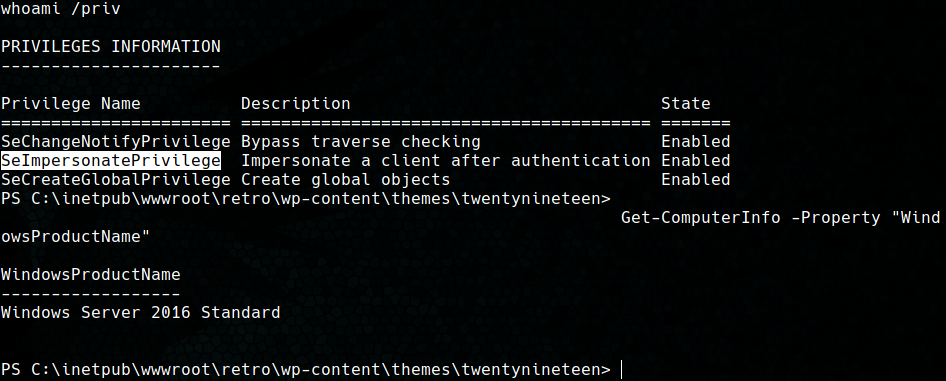 whoami /priv
PRIVILEGES INFORMATION
----------------------
Privilege Name Description State
======================= ========================================= =======
SeChangeNotifyPrivilege Bypass traverse checking Enabled
SeImpersonatePrivilege Impersonate a client after authentication Enabled
SeCreateGlobalPrivilege Create global objects Enabled
PS C:\inetpub\wwwroot\retro\wp-content\themes\twentynineteen>
Get-ComputerInfo -Property "Wind
owsProductName"
WindowsProductName
------------------
Windows Server 2016 Standard
PS C:\inetpub\wwwroot\retro\wp-content\themes\twentynineteen>